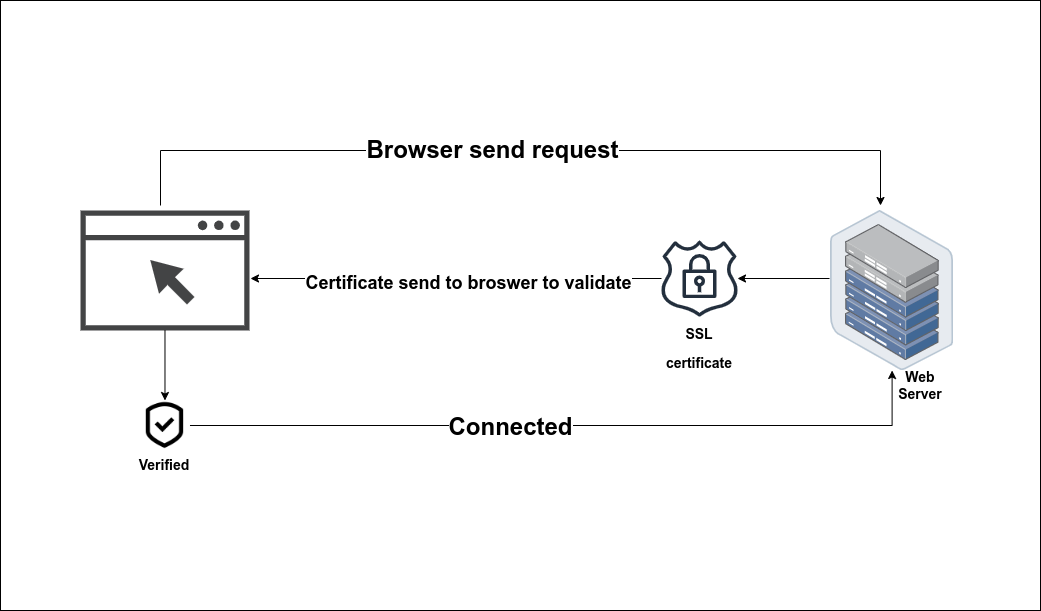 Browser send request
Certificate send to broswer to validate
SSL
certificate
Web
Server
Connected
Verified